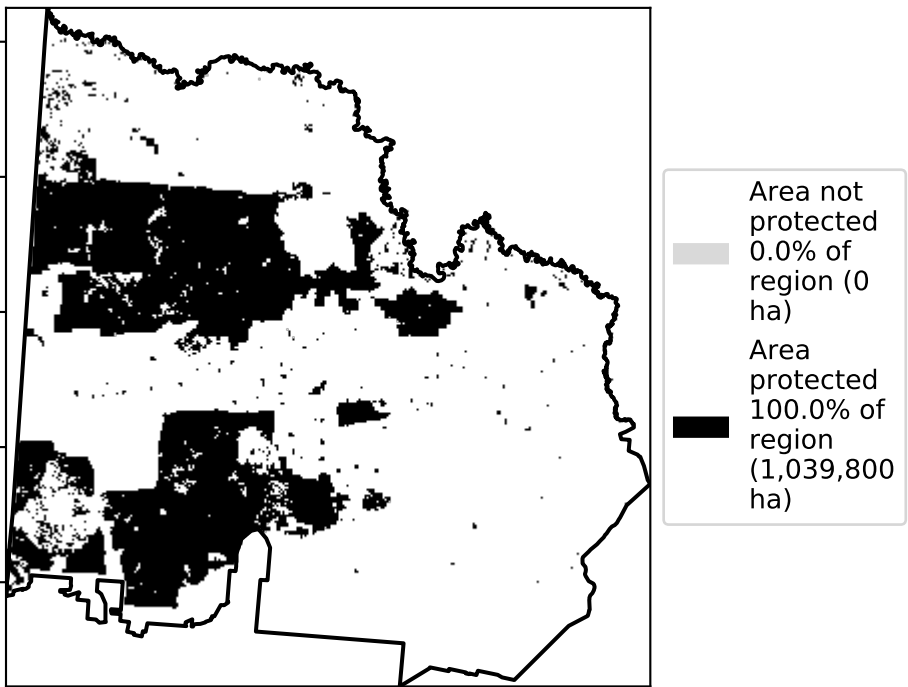 Area not
protected
0.0% of
region (0
ha)
Area
protected
100.0% of
region
(1,039,800
ha)